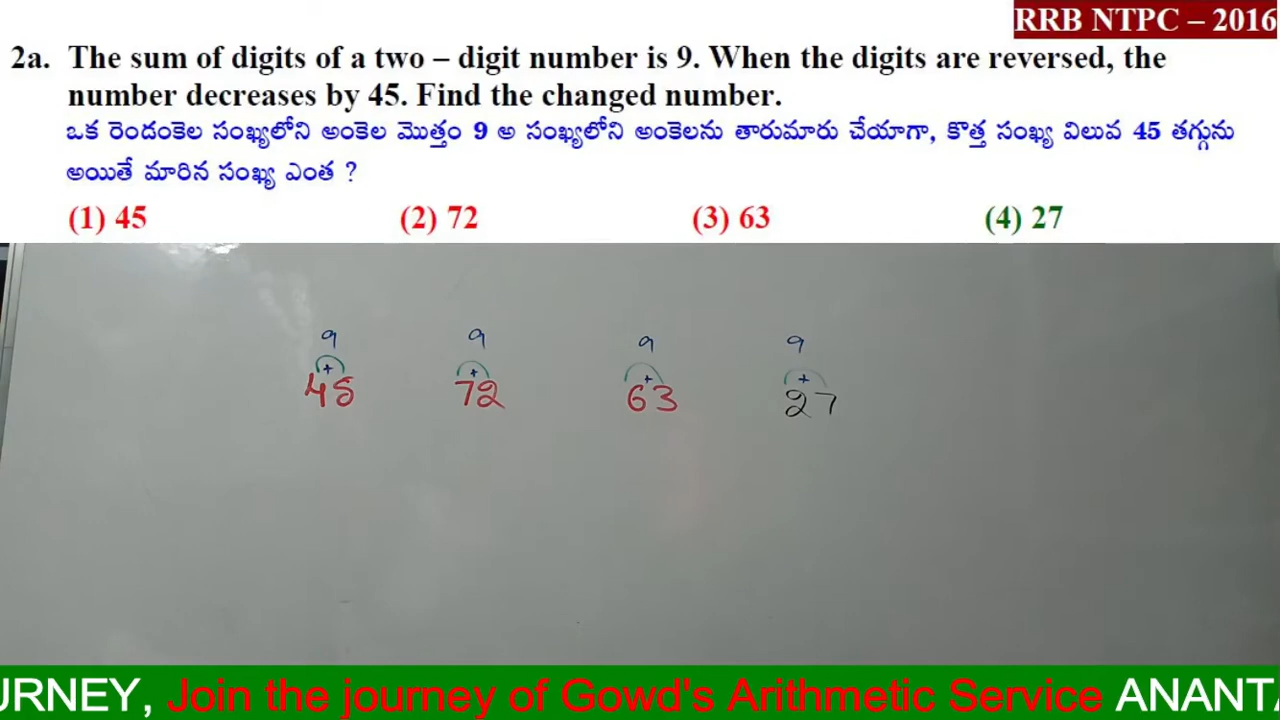 RRB NTPC – 2016
2a. The sum of digits of a two – digit number is 9. When the digits are reversed, the
number decreases by 45. Find the changed number.
ఒక రెండంకెల సంఖ్యలోని అంకెల మొత్తం 9 అ సంఖ్యలోని అంకెలను తారుమారు చేయాగా, కొత్త సంఖ్య విలువ 45 తగ్గును
అయితే మారిన సంఖ్య ఎంత ?
(1) 45 (2) 72 (3) 63 (4) 27
9 9 9 9
+ + + +
45 72 63 27
URNEY, Join the journey of Gowd's Arithmetic Service ANANTA